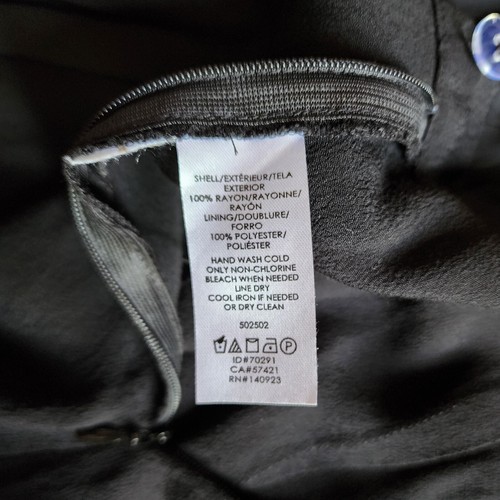 SHELL/EXTÉRIEUR/TELA
EXTERIOR
100% RAYON/RAYONNE/
RAYÓN
LINING/DOUBLURE/
FORRO
100% POLYESTER/
POLIÉSTER
HAND WASH COLD
ONLY NON-CHLORINE
BLEACH WHEN NEEDED
LINE DRY
COOL IRON IF NEEDED
OR DRY CLEAN
502502
P
ID#70291
CA#57421
RN#140923